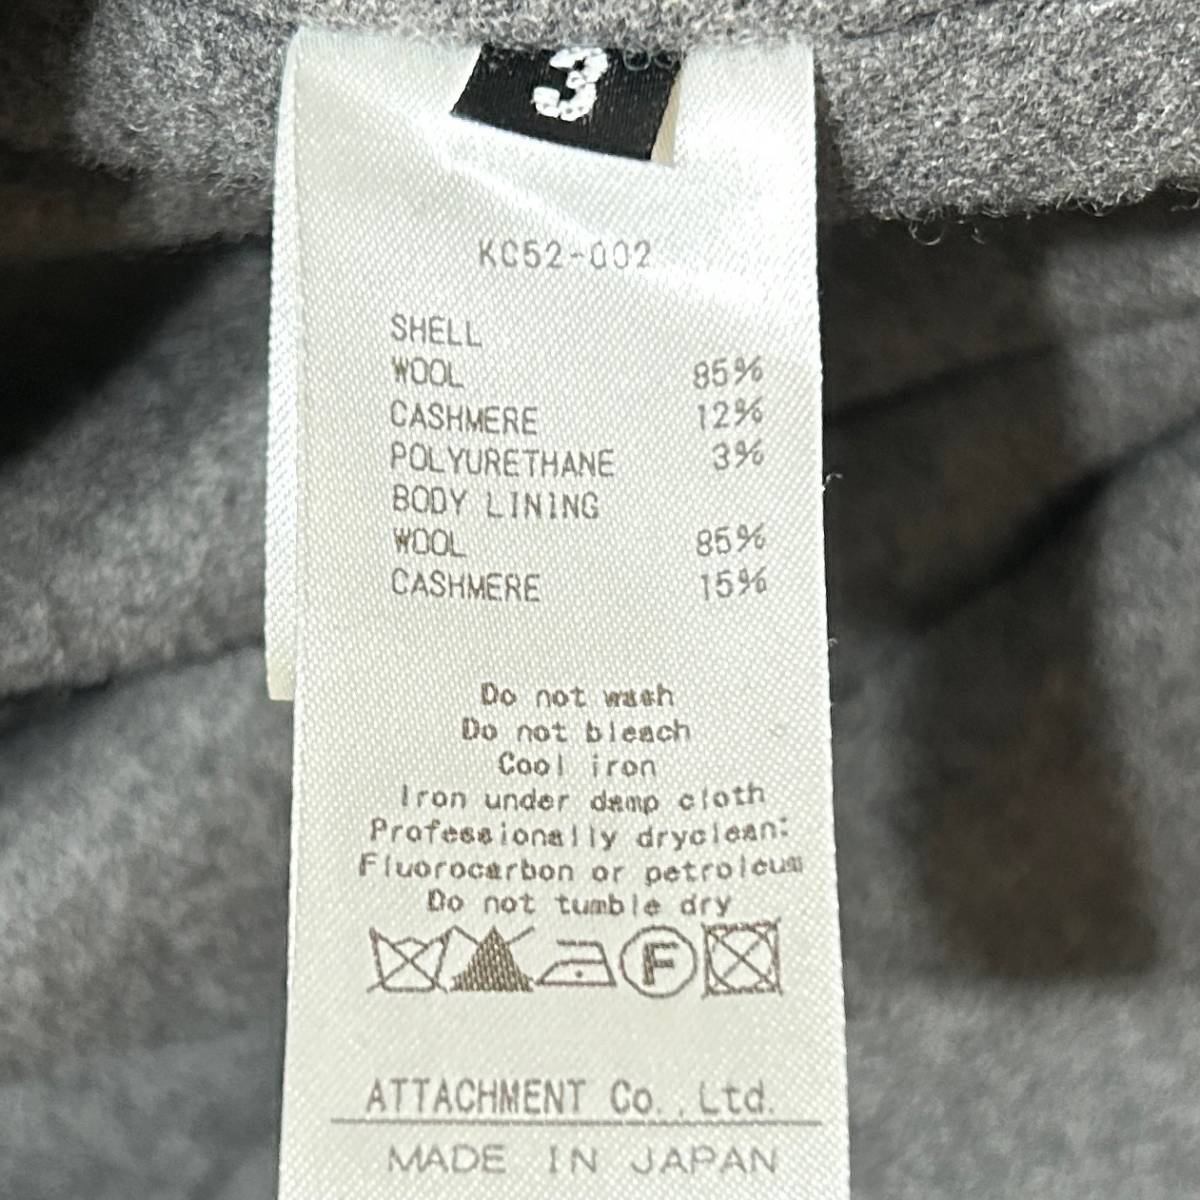 3
KC52-002
SHELL
WOOL 85%
CASHMERE 12%
POLYURETHANE 3%
BODY LINING
WOOL 85%
CASHMERE 15%
Do not wash
Do not bleach
Cool iron
Iron under damp cloth
Professionally dryclean:
Fluorocarbon or petroleum
Do not tumble dry
F
ATTACHMENT Co.,Ltd.
MADE IN JAPAN